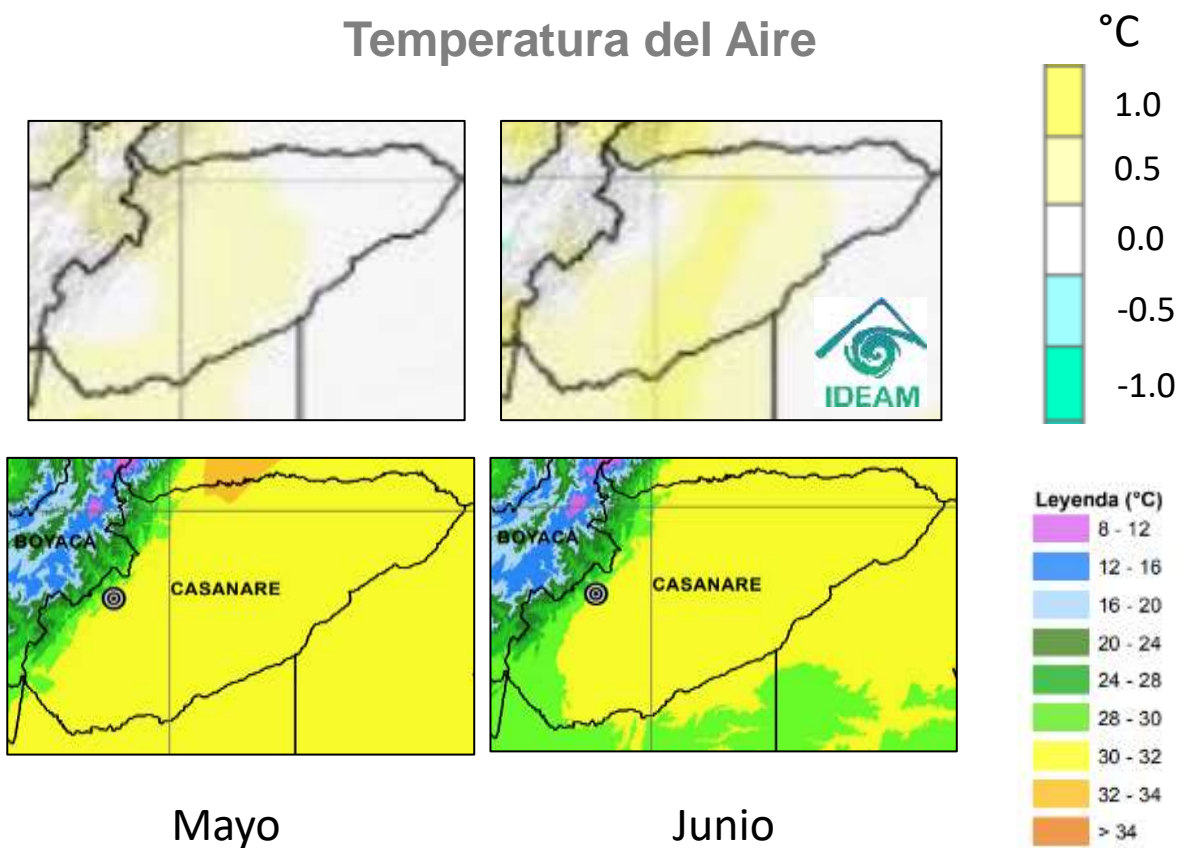 Temperatura del Aire
°C
1.0
0.5
0.0
-0.5
-1.0
IDEAM
BOYACA
CASANARE
BOYACA
CASANARE
Leyenda (°C)
8 - 12
12 - 16
16 - 20
20 - 24
24 - 28
28 - 30
30 - 32
32 - 34
> 34
Mayo
Junio